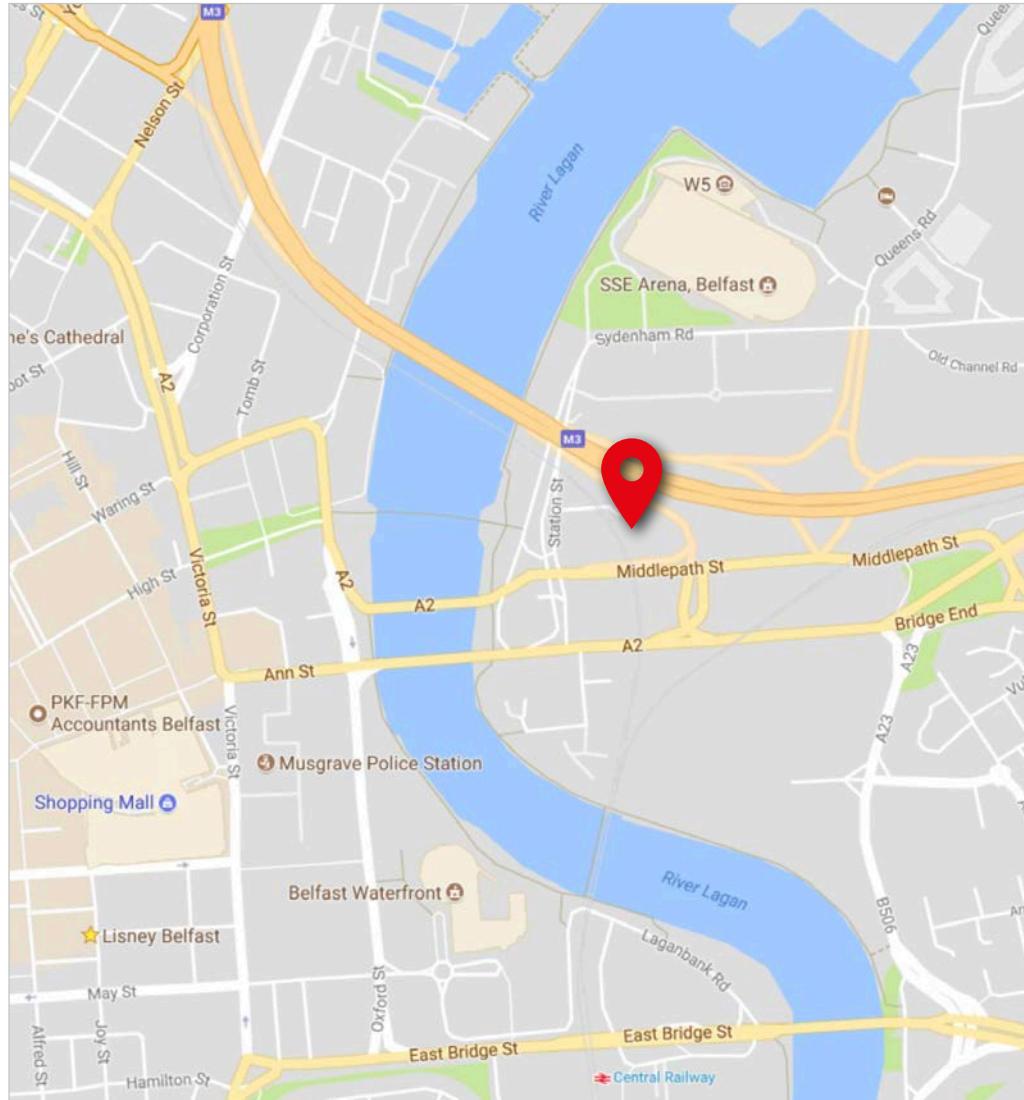 M3
Nelson St
River Lagan
W5
Queens Rd
SSE Arena, Belfast
Corporation St
Sydenham Rd
ne's Cathedral
Old Channel Rd
A2
Tomb St
M3
Hill St
Waring St
Station St
Victoria St
High St
A2
Middlepath St
Middlepath St
A2
Bridge End
A2
A23
Ann St
PKF-FPM
Accountants Belfast
Victoria St
A23
Musgrave Police Station
Shopping Mall
River Lagan
Belfast Waterfront
B506
Lisney Belfast
Laganbank Rd
May St
Oxford St
Alfred St
Joy St
East Bridge St
East Bridge St
Hamilton St
Central Railway